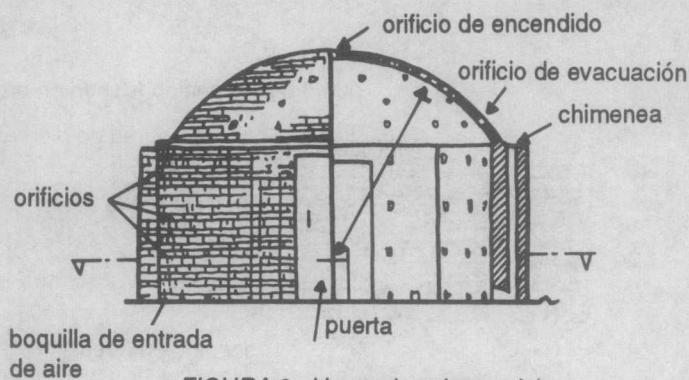 orificio de encendido
orificio de evacuación
chimenea
orificios
puerta
boquilla de entrada
de aire